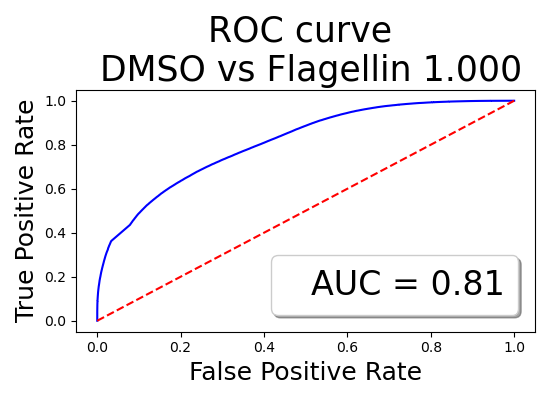 ROC curve
DMSO vs Flagellin 1.000
True Positive Rate
1.0
0.8
0.6
0.4
0.2
0.0
AUC = 0.81
0.0 0.2 0.4 0.6 0.8 1.0
False Positive Rate